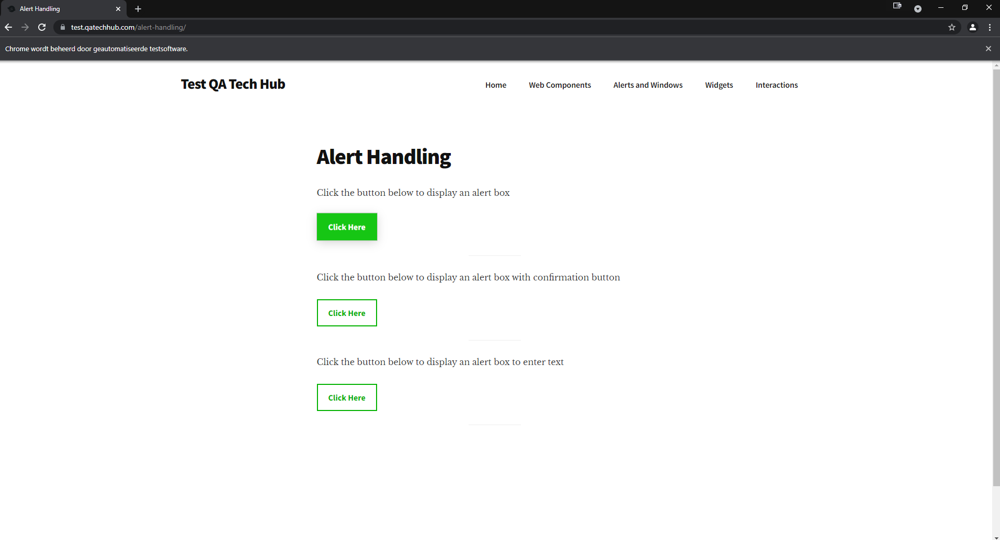 Alert Handling
test.qatechhub.com/alert-handling/
Chrome wordt beheerd door geautomatiseerde testsoftware.
Test QA Tech Hub
Home Web Components Alerts and Windows Widgets Interactions
Alert Handling
Click the button below to display an alert box
Click Here
Click the button below to display an alert box with confirmation button
Click Here
Click the button below to display an alert box to enter text
Click Here